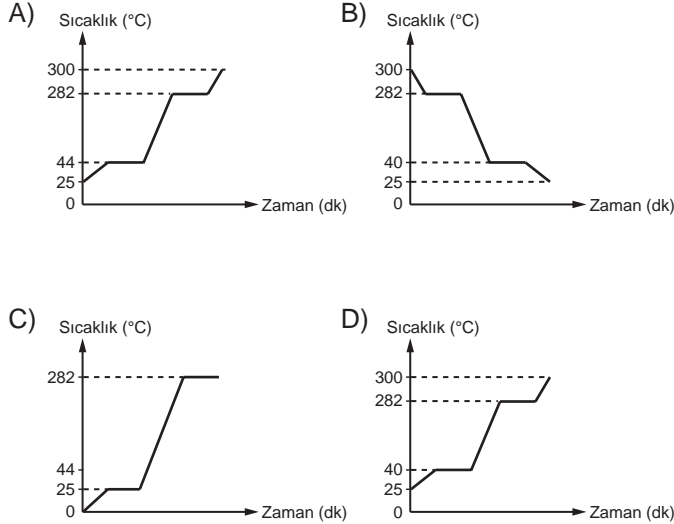 A) Sıcaklık (°C)
300
282
44
25
0
Zaman (dk)
B) Sıcaklık (°C)
300
282
40
25
0
Zaman (dk)
C) Sıcaklık (°C)
282
44
25
0
Zaman (dk)
D) Sıcaklık (°C)
300
282
40
25
0
Zaman (dk)